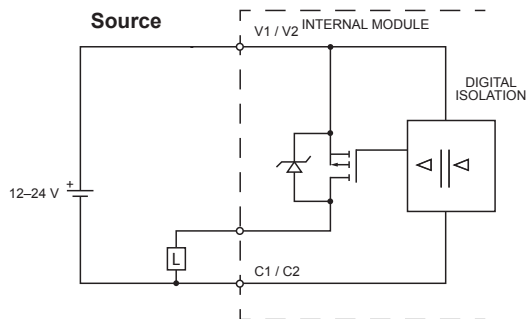 Source
V1 / V2
INTERNAL MODULE
DIGITAL
ISOLATION
12–24 V
+
L
C1 / C2